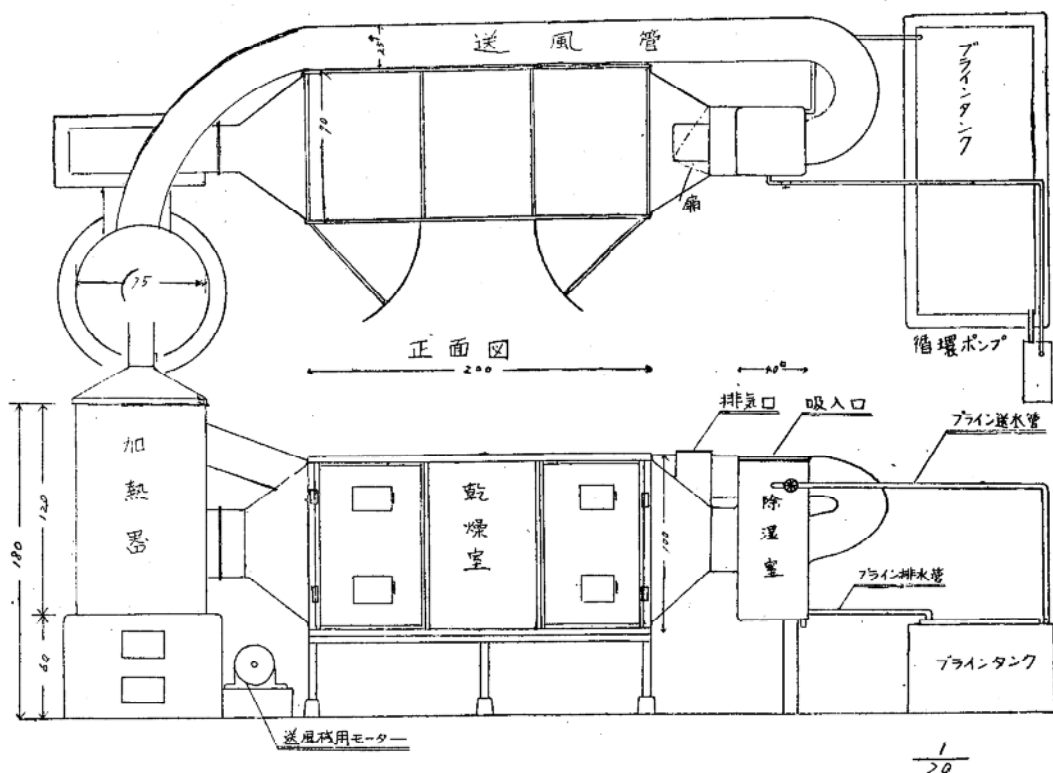 送風管
25φ
ブラインタンク
90
扇
75
正面図
循環ポンプ
200
40φ
排気口
吸入口
ブライン送水管
加熱器
乾燥室
除湿室
120
180
100
ブライン排水管
60
ブラインタンク
送風機用モーター
1
20